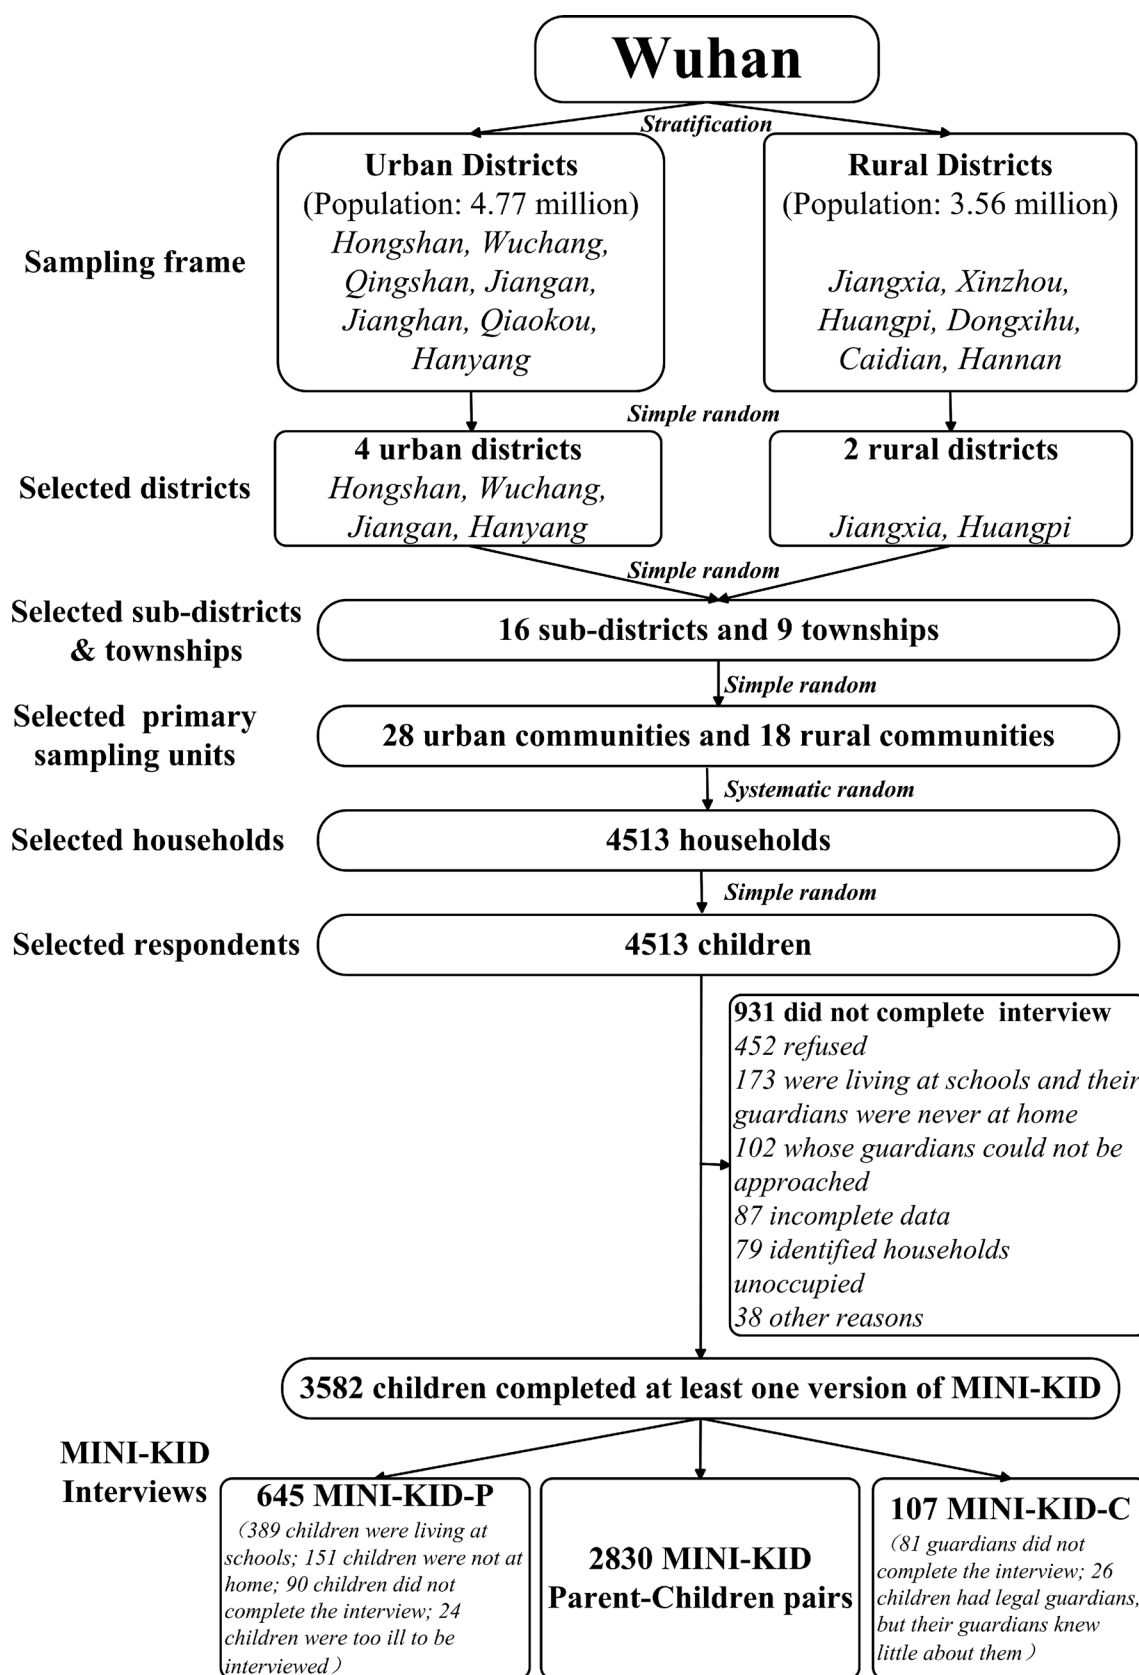 Wuhan
Stratification
Urban Districts
(Population: 4.77 million)
Hongshan, Wuchang,
Qingshan, Jiangan,
Jianghan, Qiaokou,
Hanyang
Rural Districts
(Population: 3.56 million)
Jiangxia, Xinzhou,
Huangpi, Dongxihu,
Caidian, Hannan
Sampling frame
Simple random
Selected districts
4 urban districts
Hongshan, Wuchang,
Jiangan, Hanyang
2 rural districts
Jiangxia, Huangpi
Simple random
Selected sub-districts
& townships
16 sub-districts and 9 townships
Simple random
Selected primary
sampling units
28 urban communities and 18 rural communities
Systematic random
Selected households
4513 households
Simple random
Selected respondents
4513 children
931 did not complete interview
452 refused
173 were living at schools and their
guardians were never at home
102 whose guardians could not be
approached
87 incomplete data
79 identified households
unoccupied
38 other reasons
3582 children completed at least one version of MINI-KID
MINI-KID
Interviews
645 MINI-KID-P
（389 children were living at
schools; 151 children were not at
home; 90 children did not
complete the interview; 24
children were too ill to be
interviewed）
2830 MINI-KID
Parent-Children pairs
107 MINI-KID-C
（81 guardians did not
complete the interview; 26
children had legal guardians,
but their guardians knew
little about them）